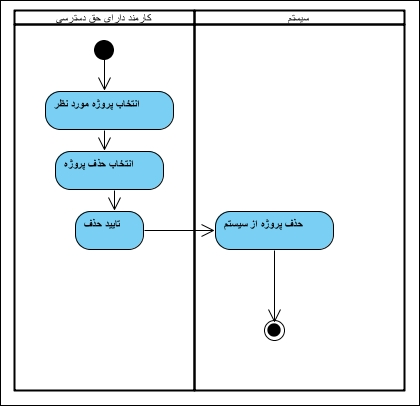 کارمند دارای حق دسترسی
سیستم
انتخاب پروژه مورد نظر
انتخاب حذف پروژه
تایید حذف
حذف پروژه از سیستم